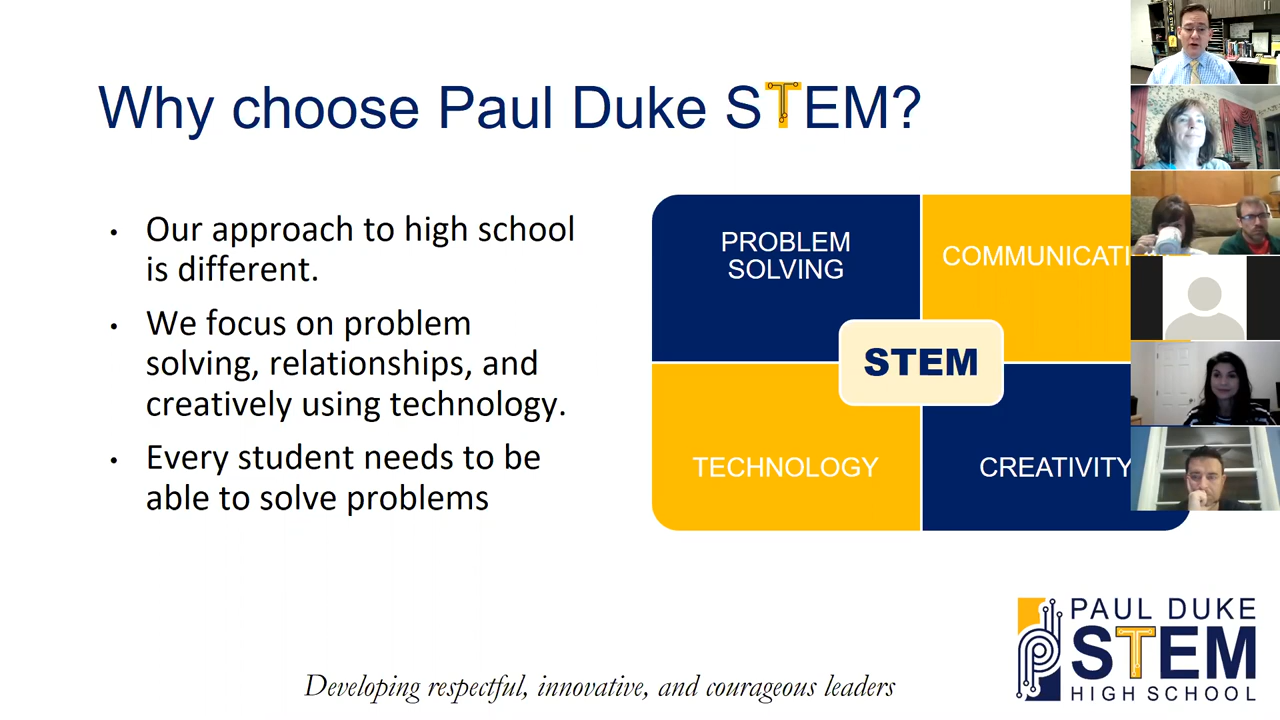 Why choose Paul Duke STEM?
• Our approach to high school
is different.
• We focus on problem
solving, relationships, and
creatively using technology.
• Every student needs to be
able to solve problems
PROBLEM
SOLVING
COMMUNICATI
STEM
TECHNOLOGY
CREATIVITY
Developing respectful, innovative, and courageous leaders
PAUL DUKE
STEM
HIGH SCHOOL